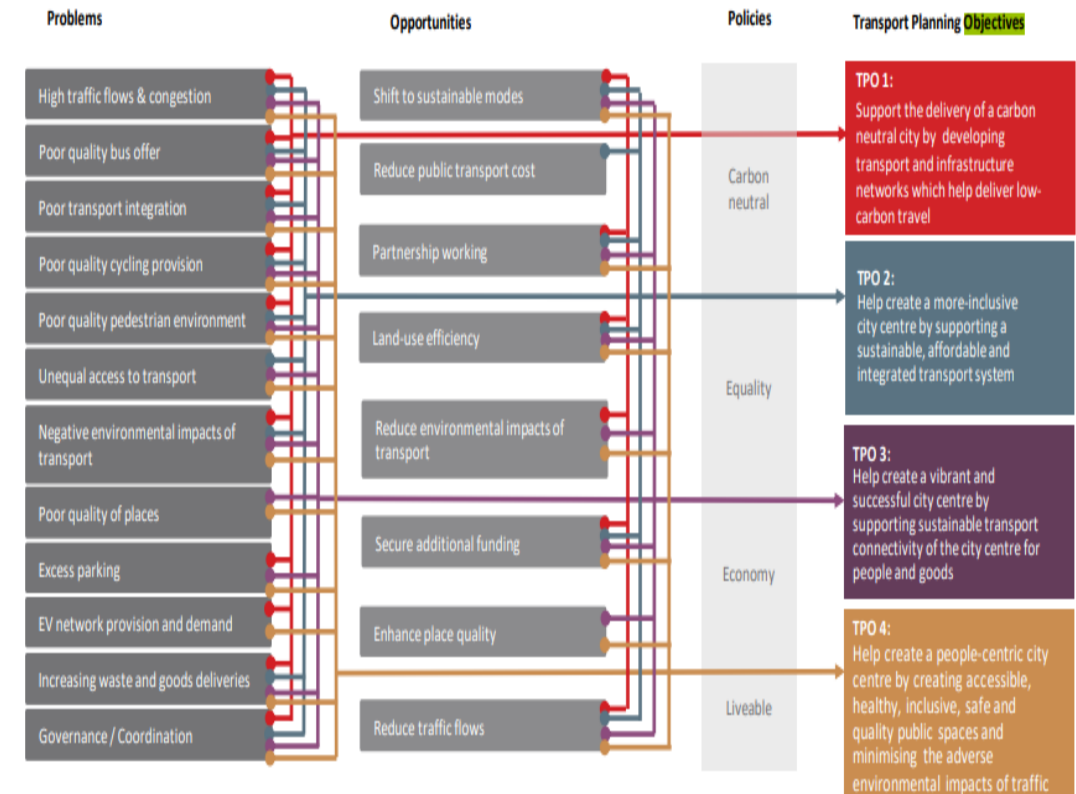 Problems
Opportunities
Policies
Transport Planning Objectives
High traffic flows & congestion
Poor quality bus offer
Poor transport integration
Poor quality cycling provision
Poor quality pedestrian environment
Unequal access to transport
Negative environmental impacts of
transport
Poor quality of places
Excess parking
EV network provision and demand
Increasing waste and goods deliveries
Governance / Coordination
Shift to sustainable modes
Reduce public transport cost
Partnership working
Land-use efficiency
Reduce environmental impacts of
transport
Secure additional funding
Enhance place quality
Reduce traffic flows
Carbon
neutral
Equality
Economy
Liveable
TPO 1:
Support the delivery of a carbon
neutral city by developing
transport and infrastructure
networks which help deliver low-
carbon travel
TPO 2:
Help create a more-inclusive
city centre by supporting a
sustainable, affordable and
integrated transport system
TPO 3:
Help create a vibrant and
successful city centre by
supporting sustainable transport
connectivity of the city centre for
people and goods
TPO 4:
Help create a people-centric city
centre by creating accessible,
healthy, inclusive, safe and
quality public spaces and
minimising the adverse
environmental impacts of traffic